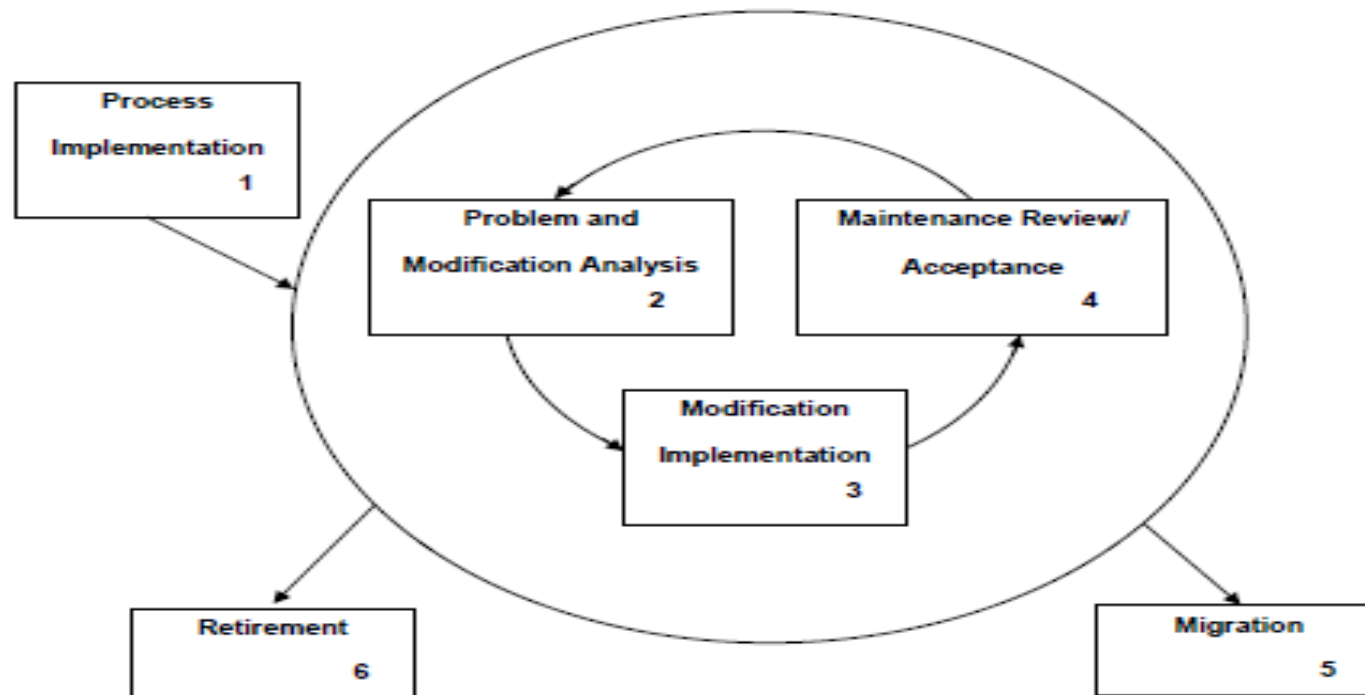 Process
Implementation
1
Problem and
Modification Analysis
2
Maintenance Review/
Acceptance
4
Modification
Implementation
3
Retirement
6
Migration
5